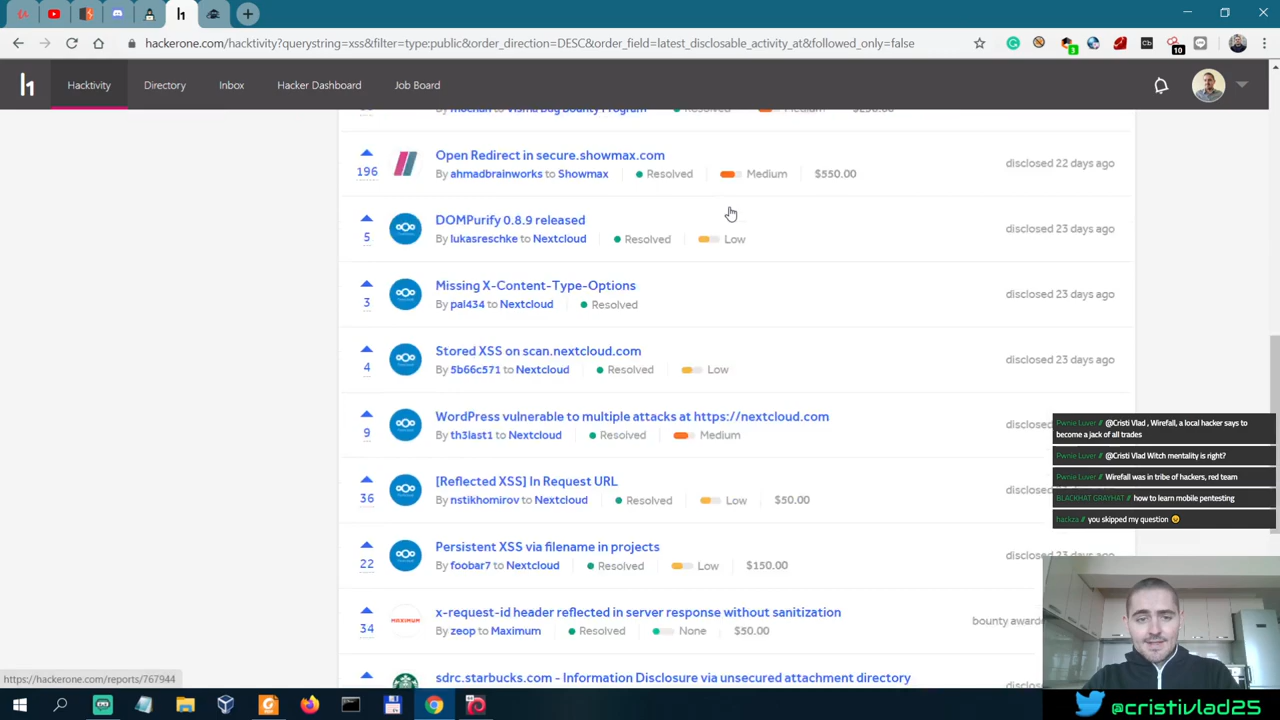 hackerone.com/hacktivity?querystring=xss&filter=type:public&order_direction=DESC&order_field=latest_disclosable_activity_at&followed_only=false
Hacktivity
Directory
Inbox
Hacker Dashboard
Job Board
196
Open Redirect in secure.showmax.com
disclosed 22 days ago
By ahmadbrainworks to Showmax
Resolved
Medium
$550.00
5
DOMPurify 0.8.9 released
disclosed 23 days ago
By lukasreschke to Nextcloud
Resolved
Low
3
Missing X-Content-Type-Options
disclosed 23 days ago
By pal434 to Nextcloud
Resolved
4
Stored XSS on scan.nextcloud.com
disclosed 23 days ago
By 5b66c571 to Nextcloud
Resolved
Low
9
WordPress vulnerable to multiple attacks at https://nextcloud.com
By th3last1 to Nextcloud
Resolved
Medium
36
[Reflected XSS] In Request URL
By nstikhomirov to Nextcloud
Resolved
Low
$50.00
22
Persistent XSS via filename in projects
By foobar7 to Nextcloud
Resolved
Low
$150.00
34
x-request-id header reflected in server response without sanitization
By zeop to Maximum
Resolved
None
$50.00
sdrc.starbucks.com - Information Disclosure via unsecured attachment directory
Pwnie Luver // @Cristi Vlad , Wirefall, a local hacker says to
become a jack of all trades
Pwnie Luver // @Cristi Vlad Witch mentality is right?
Pwnie Luver // Wirefall was in tribe of hackers, red team
BLACKHAT GRAYHAT // how to learn mobile pentesting
hackza // you skipped my question
https://hackerone.com/reports/767944
@cristivlad25